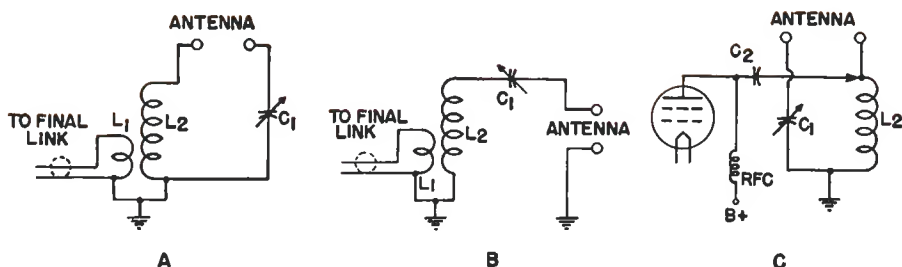 ANTENNA
TO FINAL
LINK
L1
L2
C1
A
TO FINAL
LINK
L1
L2
C1
ANTENNA
B
ANTENNA
C2
C1
L2
RFC
B+
C